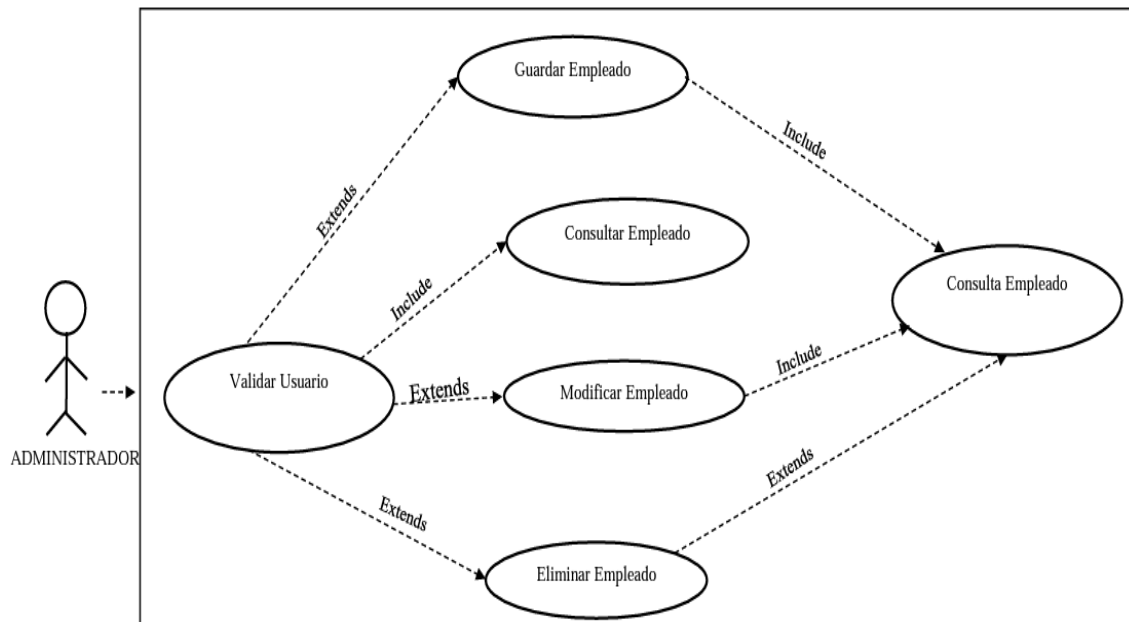 Guardar Empleado
Include
Extends
Consultar Empleado
Include
Consulta Empleado
Validar Usuario
Extends
Modificar Empleado
Include
ADMINISTRADOR
Extends
Extends
Eliminar Empleado